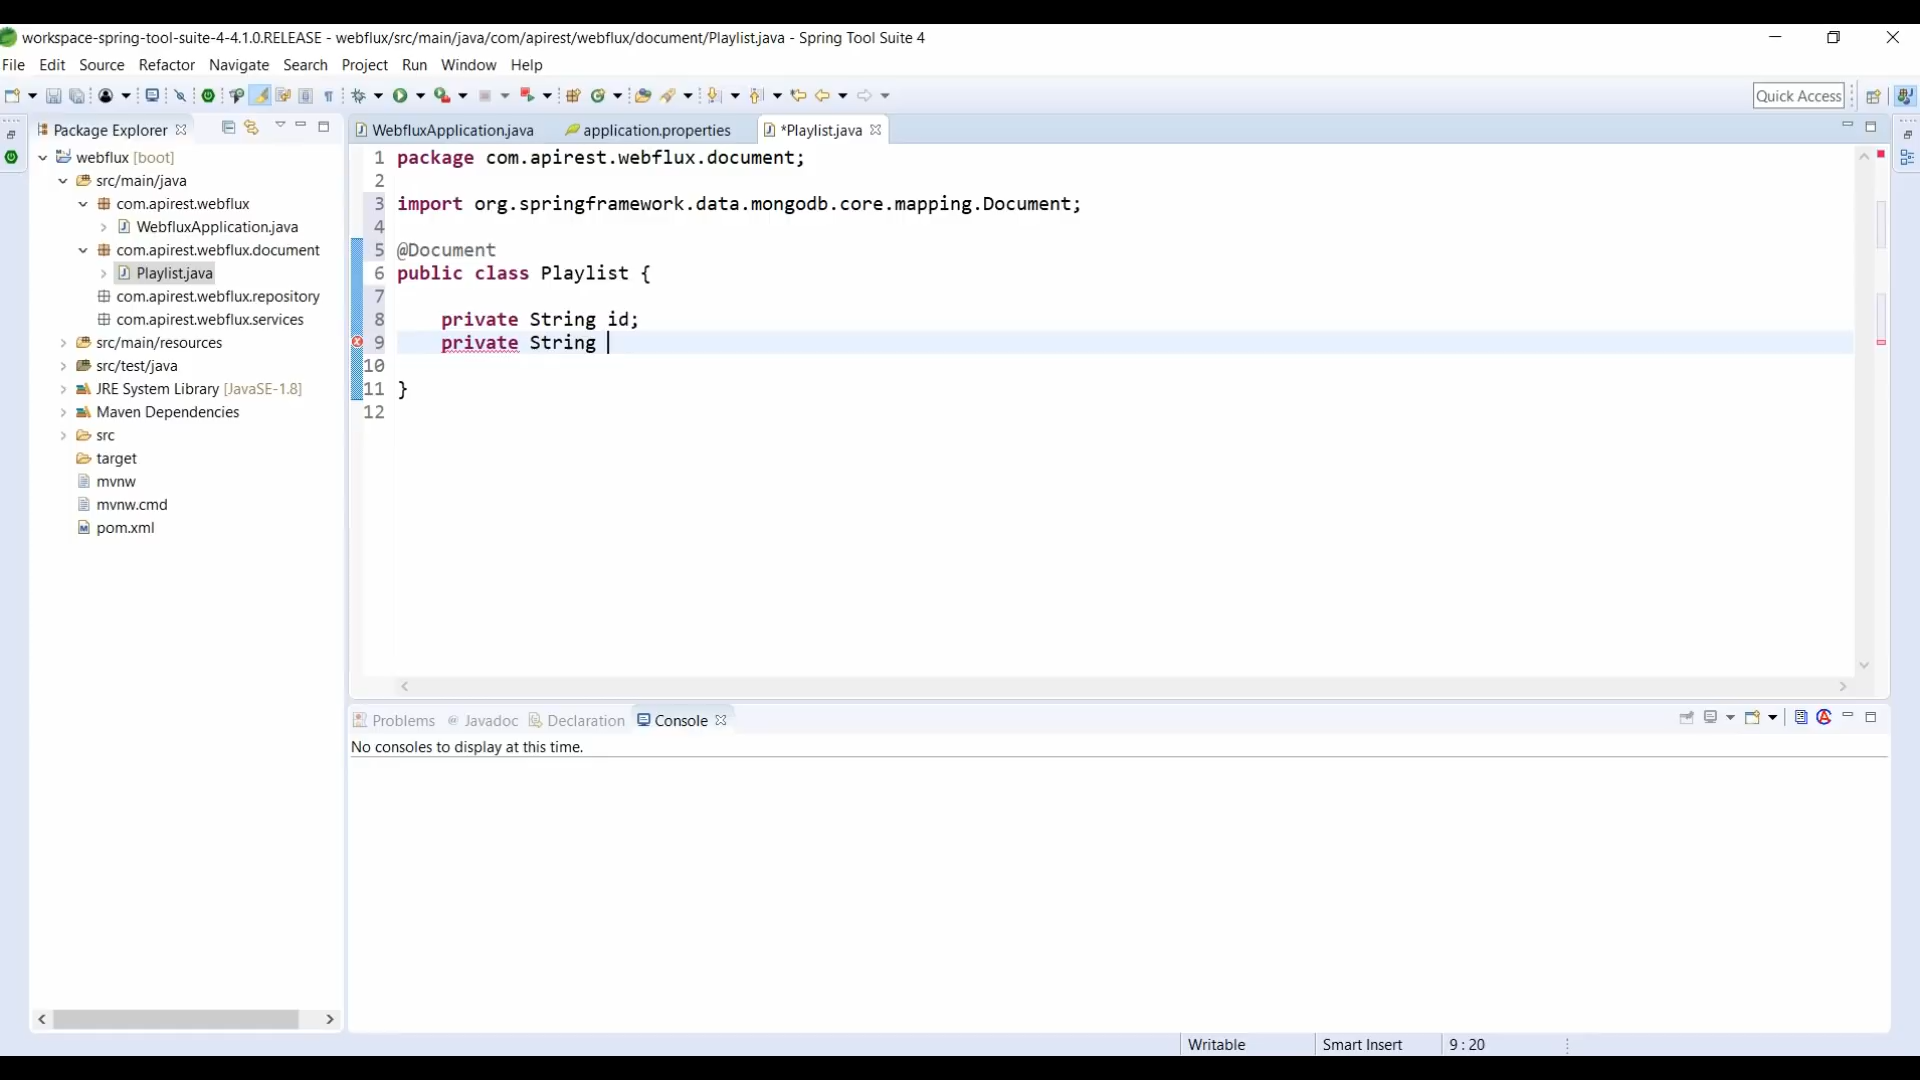 workspace-spring-tool-suite-4-4.1.0.RELEASE - webflux/src/main/java/com/apirest/webflux/document/Playlist.java - Spring Tool Suite 4
File Edit Source Refactor Navigate Search Project Run Window Help
Quick Access
Package Explorer
WebfluxApplication.java application.properties *Playlist.java
webflux [boot]
src/main/java
com.apirest.webflux
WebfluxApplication.java
com.apirest.webflux.document
Playlist.java
com.apirest.webflux.repository
com.apirest.webflux.services
src/main/resources
src/test/java
JRE System Library [JavaSE-1.8]
Maven Dependencies
src
target
mvnw
mvnw.cmd
pom.xml
1 package com.apirest.webflux.document;
2
3 import org.springframework.data.mongodb.core.mapping.Document;
4
5 @Document
6 public class Playlist {
7
8 private String id;
9 private String
10
11 }
12
Problems @ Javadoc Declaration Console
No consoles to display at this time.
Writable Smart Insert 9 : 20